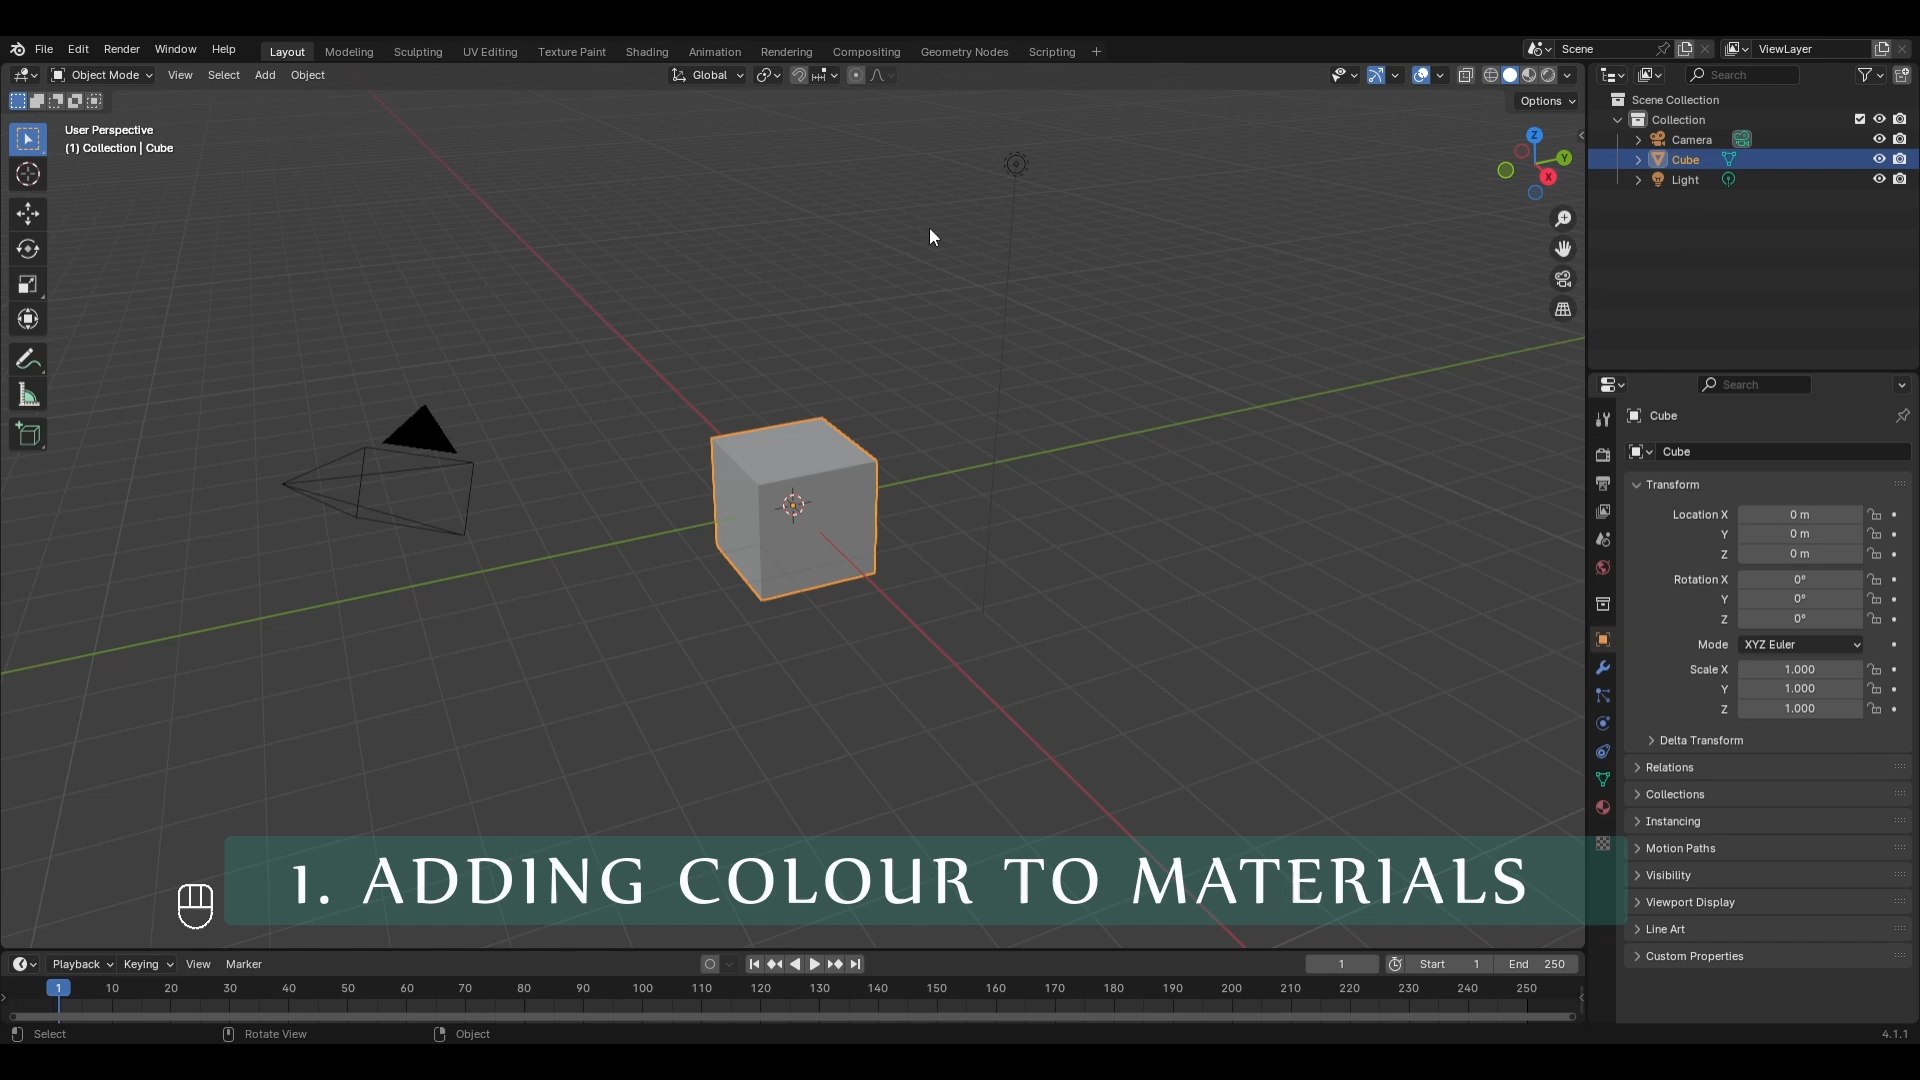 File Edit Render Window Help Layout Modeling Sculpting UV Editing Texture Paint Shading Animation Rendering Compositing Geometry Nodes Scripting + Scene ViewLayer
Object Mode View Select Add Object Global Search
Options
User Perspective
(1) Collection | Cube
Z
Y
X
Scene Collection
Collection
Camera
Cube
Light
Search
Cube
Cube
Transform
Location X 0 m
Y 0 m
Z 0 m
Rotation X 0°
Y 0°
Z 0°
Mode XYZ Euler
Scale X 1.000
Y 1.000
Z 1.000
Delta Transform
Relations
Collections
Instancing
Motion Paths
Visibility
Viewport Display
Line Art
Custom Properties
1. ADDING COLOUR TO MATERIALS
Playback Keying View Marker 1 Start 1 End 250
1 10 20 30 40 50 60 70 80 90 100 110 120 130 140 150 160 170 180 190 200 210 220 230 240 250
Select Rotate View Object 4.1.1